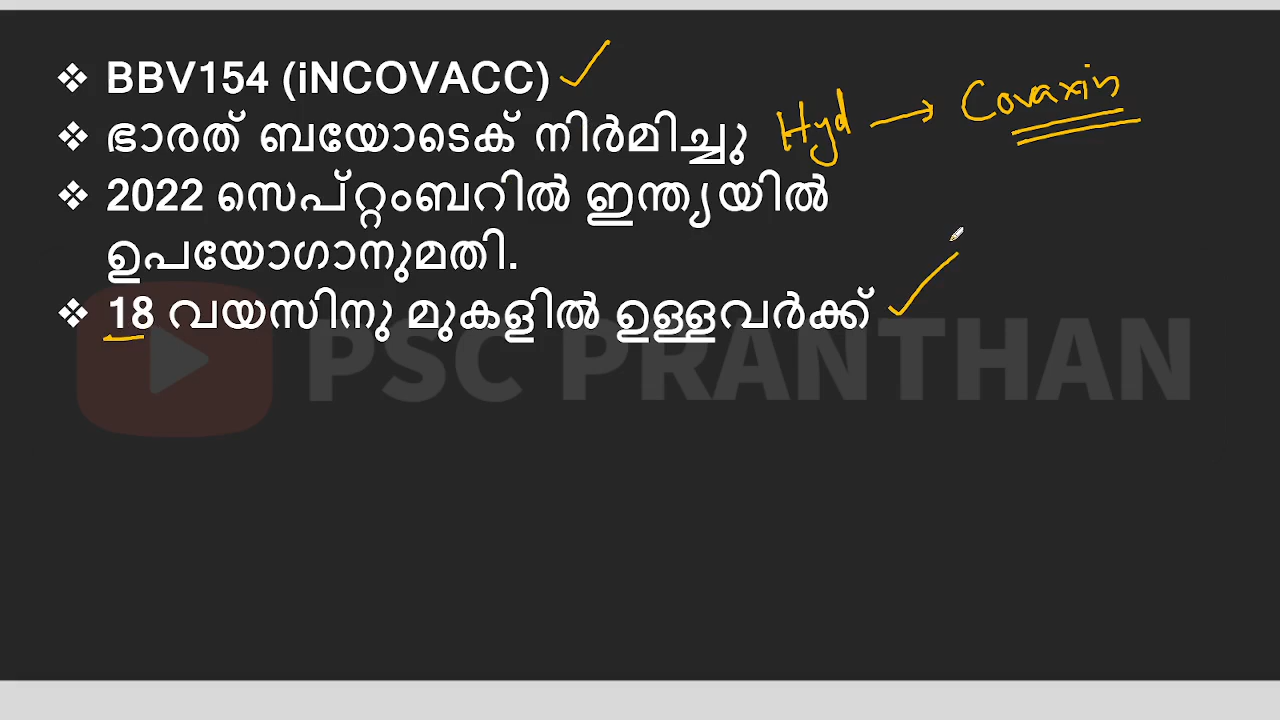 ❖ BBV154 (iNCOVACC)
❖ ഭാരത് ബയോടെക് നിർമിച്ചു Hyd → Covaxin
❖ 2022 സെപ്റ്റംബറിൽ ഇന്ത്യയിൽ
ഉപയോഗാനുമതി.
❖ 18 വയസിനു മുകളിൽ ഉള്ളവർക്ക്
PSC PRANTHAN